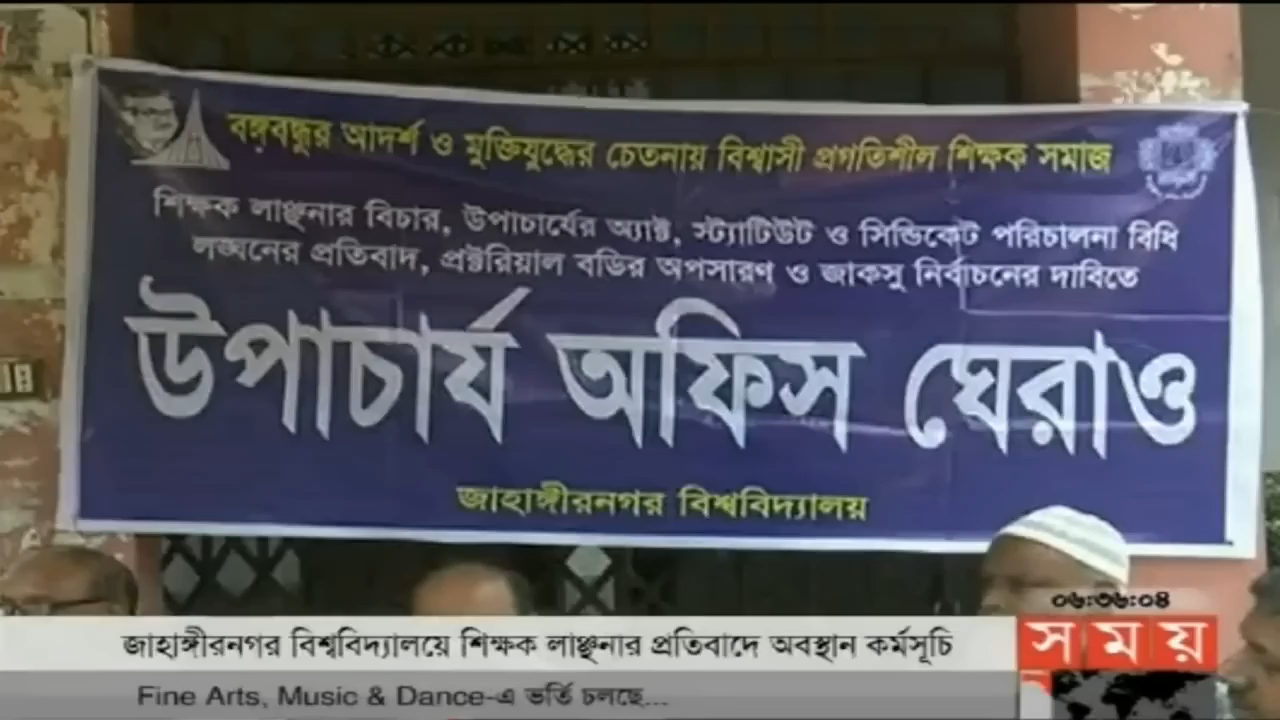 বঙ্গবন্ধুর আদর্শ ও মুক্তিযুদ্ধের চেতনায় বিশ্বাসী প্রগতিশীল শিক্ষক সমাজ
শিক্ষক লাঞ্ছনার বিচার, উপাচার্যের অ্যাক্ট, স্ট্যাটিউট ও সিন্ডিকেট পরিচালনা বিধি
লঙ্ঘনের প্রতিবাদ, প্রক্টরিয়াল বডির অপসারণ ও জাকসু নির্বাচনের দাবিতে
উপাচার্য অফিস ঘেরাও
জাহাঙ্গীরনগর বিশ্ববিদ্যালয়
০৬:৩৬:০৪
জাহাঙ্গীরনগর বিশ্ববিদ্যালয়ে শিক্ষক লাঞ্ছনার প্রতিবাদে অবস্থান কর্মসূচি
সময়
Fine Arts, Music & Dance-এ ভর্তি চলছে...